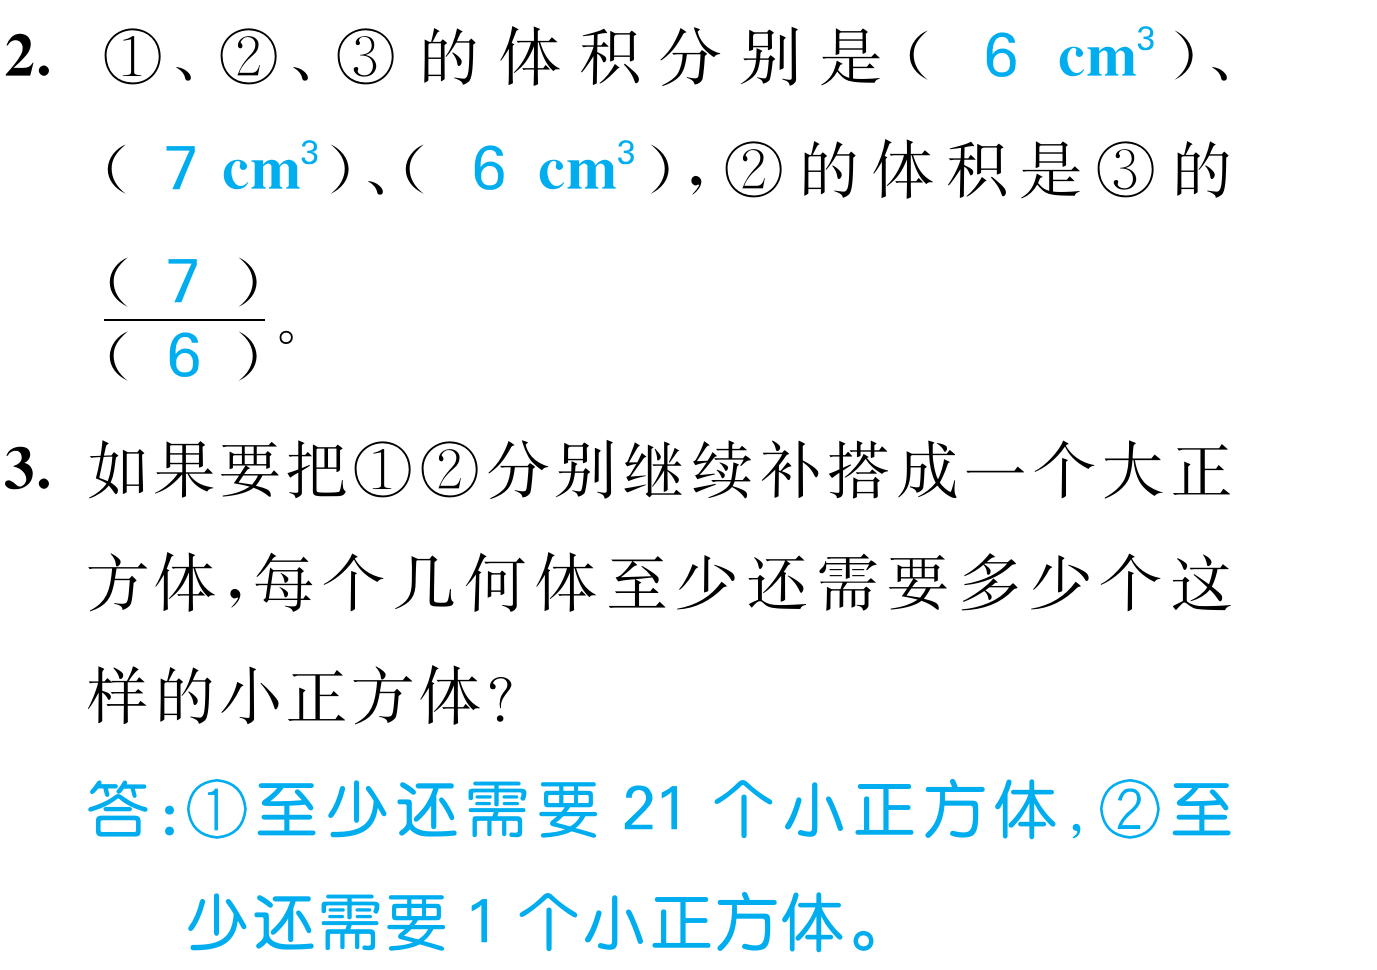 2. ①、②、③的体积分别是( 6 cm³ )、
( 7 cm³ )、( 6 cm³ ),②的体积是③的
( 7 )
( 6 )。
3. 如果要把①②分别继续补搭成一个大正
方体,每个几何体至少还需要多少个这
样的小正方体?
答:①至少还需要 21 个小正方体,②至
少还需要 1 个小正方体。